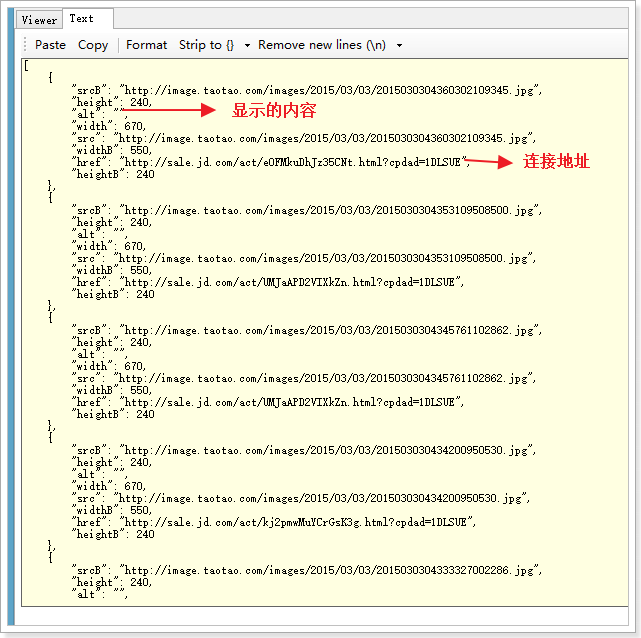 Viewer Text
Paste Copy Format Strip to {} Remove new lines (\n)
[
{
"srcB": "http://image.taotao.com/images/2015/03/03/2015030304360302109345.jpg",
"height": 240,
"alt": "", 显示的内容
"width": 670,
"src": "http://image.taotao.com/images/2015/03/03/2015030304360302109345.jpg",
"widthB": 550,
"href": "http://sale.jd.com/act/eOFMkuDhJz35CNt.html?cpdad=1DLSUE", 连接地址
"heightB": 240
},
{
"srcB": "http://image.taotao.com/images/2015/03/03/2015030304353109508500.jpg",
"height": 240,
"alt": "",
"width": 670,
"src": "http://image.taotao.com/images/2015/03/03/2015030304353109508500.jpg",
"widthB": 550,
"href": "http://sale.jd.com/act/UMJaAPD2VIXkZn.html?cpdad=1DLSUE",
"heightB": 240
},
{
"srcB": "http://image.taotao.com/images/2015/03/03/2015030304345761102862.jpg",
"height": 240,
"alt": "",
"width": 670,
"src": "http://image.taotao.com/images/2015/03/03/2015030304345761102862.jpg",
"widthB": 550,
"href": "http://sale.jd.com/act/UMJaAPD2VIXkZn.html?cpdad=1DLSUE",
"heightB": 240
},
{
"srcB": "http://image.taotao.com/images/2015/03/03/201503030434200950530.jpg",
"height": 240,
"alt": "",
"width": 670,
"src": "http://image.taotao.com/images/2015/03/03/201503030434200950530.jpg",
"widthB": 550,
"href": "http://sale.jd.com/act/kj2pmwMuYCrGsK3g.html?cpdad=1DLSUE",
"heightB": 240
},
{
"srcB": "http://image.taotao.com/images/2015/03/03/2015030304333327002286.jpg",
"height": 240,
"alt": "",